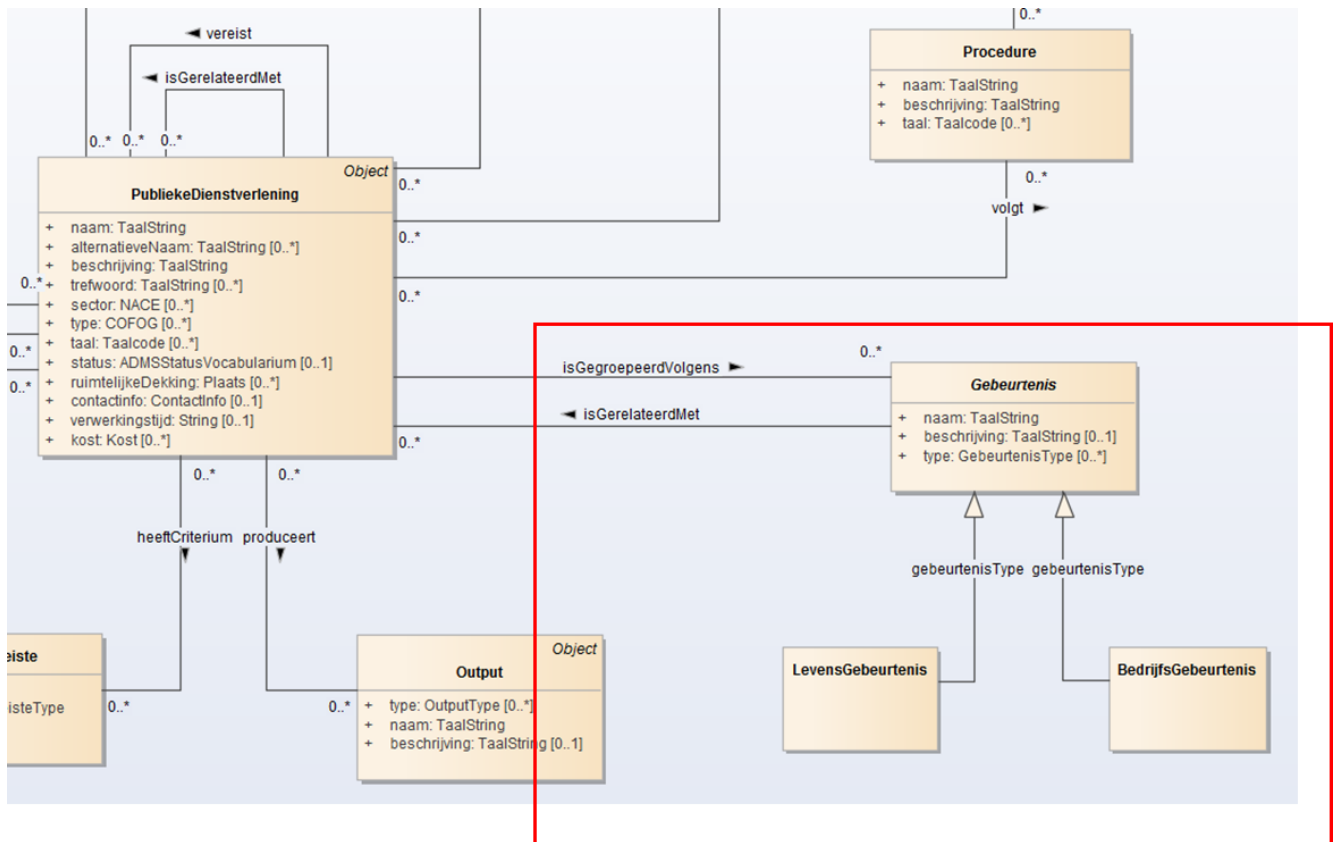 vereist
isGerelateerdMet
0..* 0..* 0..*
0..*
Procedure
+ naam: TaalString
+ beschrijving: TaalString
+ taal: Taalcode [0..*]
0..*
volgt
Object
PubliekeDienstverlening
+ naam: TaalString
+ alternatieveNaam: TaalString [0..*]
+ beschrijving: TaalString
+ trefwoord: TaalString [0..*]
+ sector: NACE [0..*]
+ type: COFOG [0..*]
+ taal: Taalcode [0..*]
+ status: ADMSStatusVocabularium [0..1]
+ ruimtelijkeDekking: Plaats [0..*]
+ contactinfo: ContactInfo [0..1]
+ verwerkingstijd: String [0..1]
+ kost: Kost [0..*]
0..*
0..*
0..*
0..*
0..*
0..*
isGegroepeerdVolgens
0..*
isGerelateerdMet
0..*
Gebeurtenis
+ naam: TaalString
+ beschrijving: TaalString [0..1]
+ type: GebeurtenisType [0..*]
0..*
0..*
heeftCriterium
produceert
gebeurtenisType
gebeurtenisType
eiste
isteType
0..*
0..*
Object
Output
+ type: OutputType [0..*]
+ naam: TaalString
+ beschrijving: TaalString [0..1]
LevensGebeurtenis
BedrijfsGebeurtenis